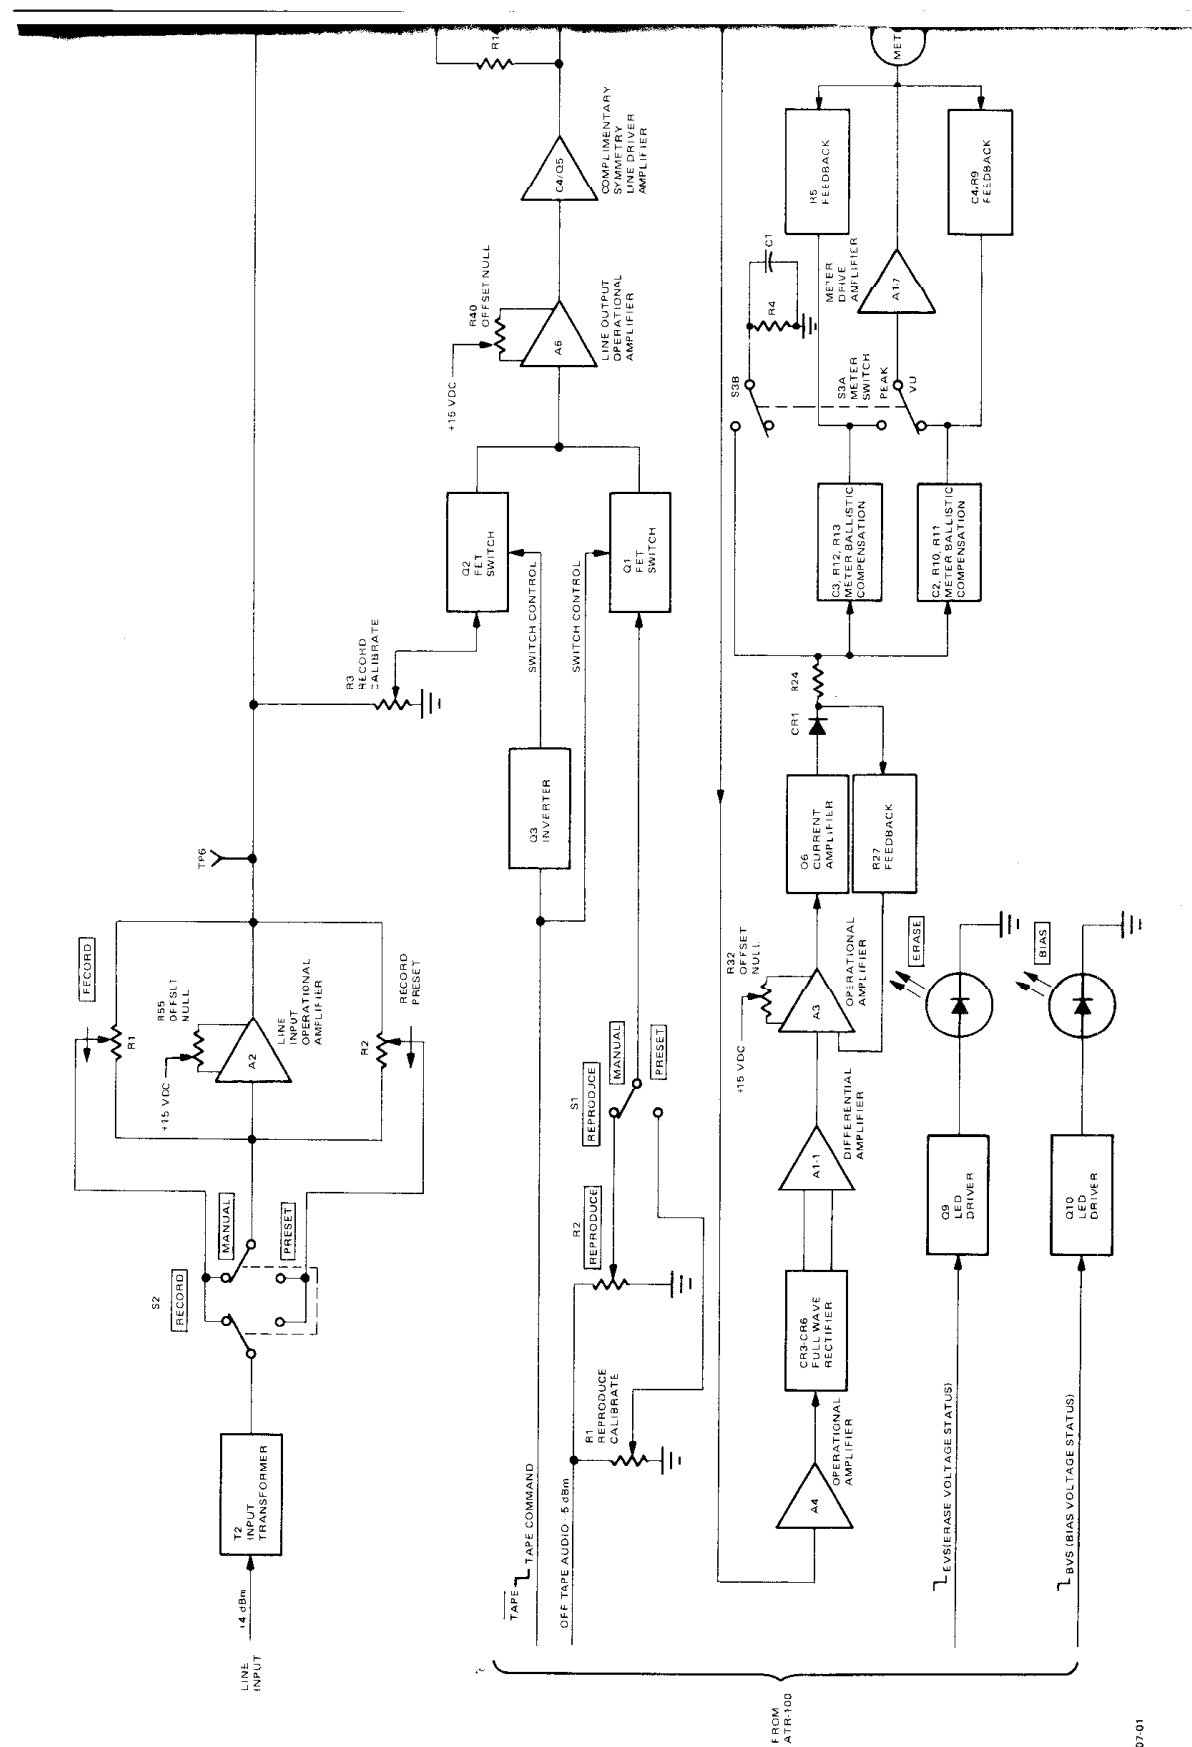 LINE
INPUT
+4 dBm
T2
INPUT
TRANSFORMER
S2
RECORD
MANUAL
PRESET
RECORD
R1
R55
OFFSET
NULL
+15 VDC
A2
LINE
INPUT
OPERATIONAL
AMPLIFIER
R2
RECORD
PRESET
TP6
R3
RECORD
CALIBRATE
TAPE
TAPE COMMAND
OFF TAPE AUDIO -5 dBm
R1
REPRODUCE
CALIBRATE
R2
REPRODUCE
S1
REPRODUCE
MANUAL
PRESET
Q3
INVERTER
SWITCH CONTROL
SWITCH CONTROL
Q2
FET
SWITCH
Q1
FET
SWITCH
+15 VDC
R40
OFFSET NULL
A5
LINE OUTPUT
OPERATIONAL
AMPLIFIER
C4/Q5
COMPLIMENTARY
SYMMETRY
LINE DRIVER
AMPLIFIER
R1
A4
OPERATIONAL
AMPLIFIER
CR3-CR6
FULL WAVE
RECTIFIER
A1-1
DIFFERENTIAL
AMPLIFIER
+15 VDC
R32
OFFSET
NULL
A3
OPERATIONAL
AMPLIFIER
Q6
CURRENT
AMPLIFIER
R27
FEEDBACK
CR1
R24
C3, R12, R13
METER BALLISTIC
COMPENSATION
C2, R10, R11
METER BALLISTIC
COMPENSATION
S3B
R4
C1
S3A
METER
SWITCH
PEAK
VU
METER
DRIVE
AMPLIFIER
A1-7
R5
FEEDBACK
C4,R9
FEEDBACK
MET
EVS(ERASE VOLTAGE STATUS)
Q9
LED
DRIVER
ERASE
BVS (BIAS VOLTAGE STATUS)
Q10
LED
DRIVER
BIAS
FROM
ATR-100
07-01